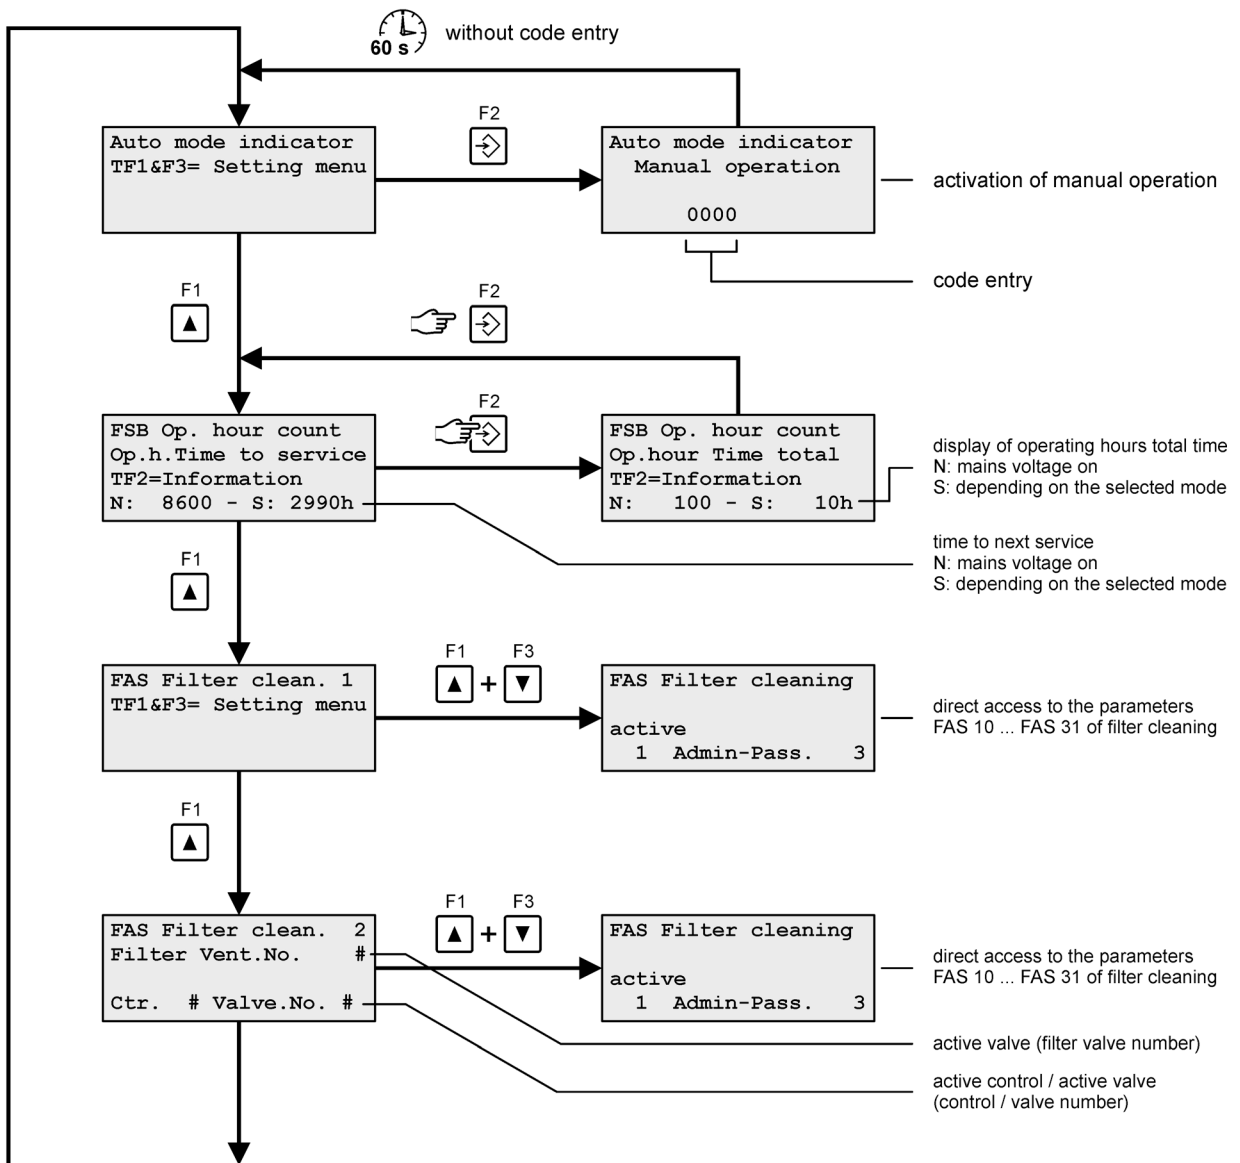 60 s
without code entry
F2
Auto mode indicator
TF1&F3= Setting menu
Auto mode indicator
Manual operation
0000
activation of manual operation
code entry
F1
F2
F2
FSB Op. hour count
Op.h.Time to service
TF2=Information
N: 8600 - S: 2990h
FSB Op. hour count
Op.hour Time total
TF2=Information
N: 100 - S: 10h
display of operating hours total time
N: mains voltage on
S: depending on the selected mode
time to next service
N: mains voltage on
S: depending on the selected mode
F1
F1 F3
+
FAS Filter clean. 1
TF1&F3= Setting menu
FAS Filter cleaning
active
1 Admin-Pass. 3
direct access to the parameters
FAS 10 ... FAS 31 of filter cleaning
F1
F1 F3
+
FAS Filter clean. 2
Filter Vent.No. #
Ctr. # Valve.No. #
FAS Filter cleaning
active
1 Admin-Pass. 3
direct access to the parameters
FAS 10 ... FAS 31 of filter cleaning
active valve (filter valve number)
active control / active valve
(control / valve number)